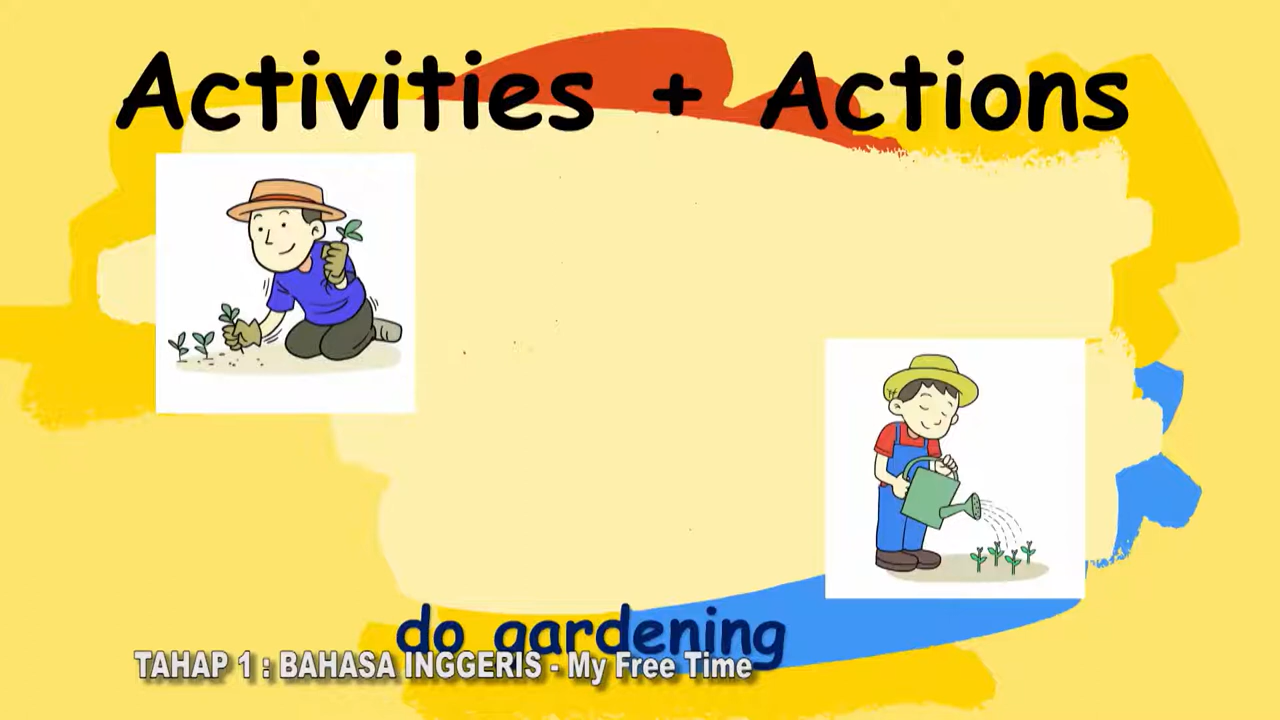 Activities + Actions
do gardening
TAHAP 1 : BAHASA INGGERIS - My Free Time